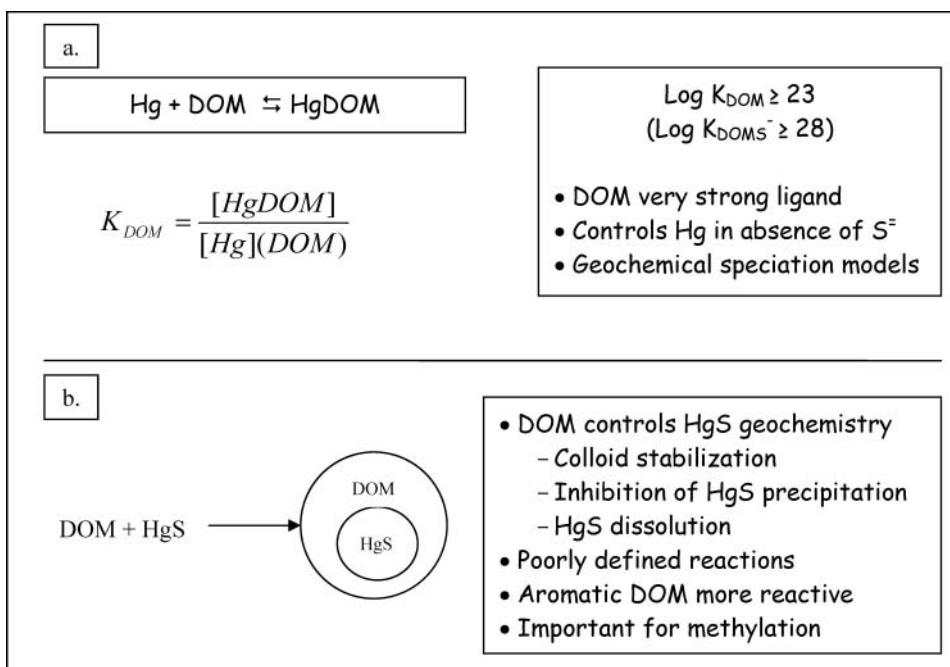 a.
Hg + DOM ⇆ HgDOM
K_DOM = [HgDOM] / [Hg](DOM)
Log K_DOM ≥ 23
(Log K_DOMS⁻ ≥ 28)
• DOM very strong ligand
• Controls Hg in absence of S⁼
• Geochemical speciation models
b.
DOM + HgS
DOM
HgS
• DOM controls HgS geochemistry
– Colloid stabilization
– Inhibition of HgS precipitation
– HgS dissolution
• Poorly defined reactions
• Aromatic DOM more reactive
• Important for methylation